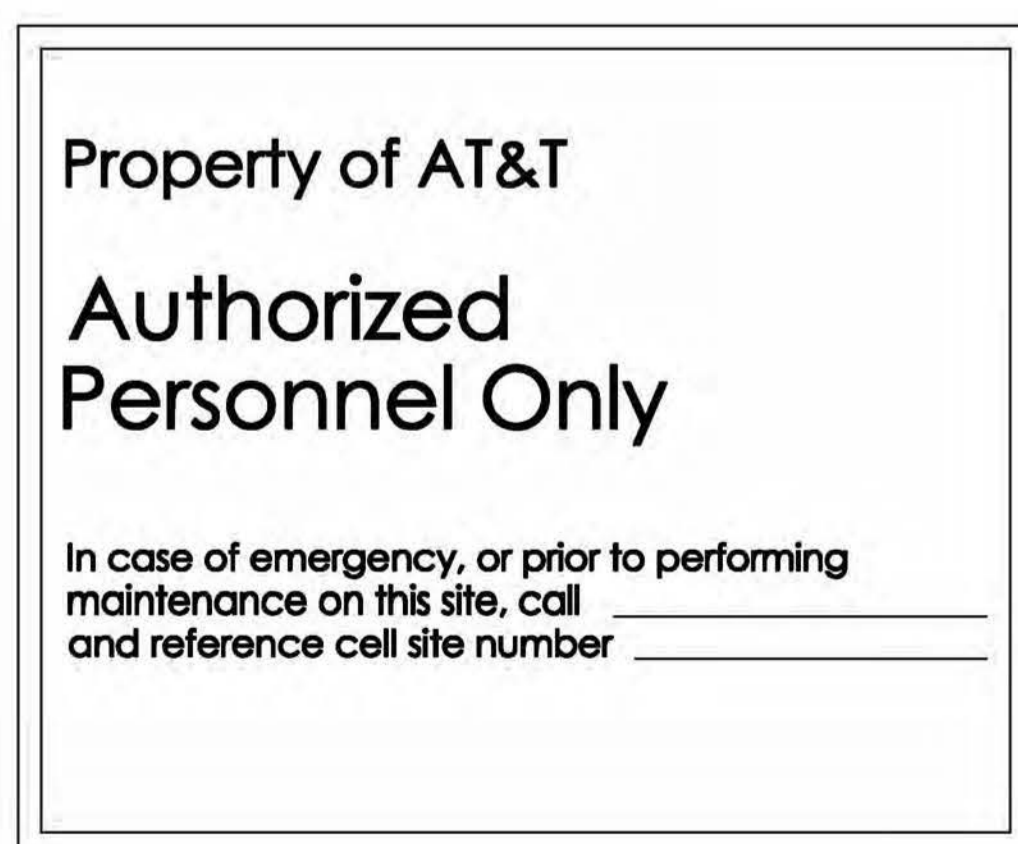 Property of AT&T
Authorized
Personnel Only
In case of emergency, or prior to performing
maintenance on this site, call
and reference cell site number